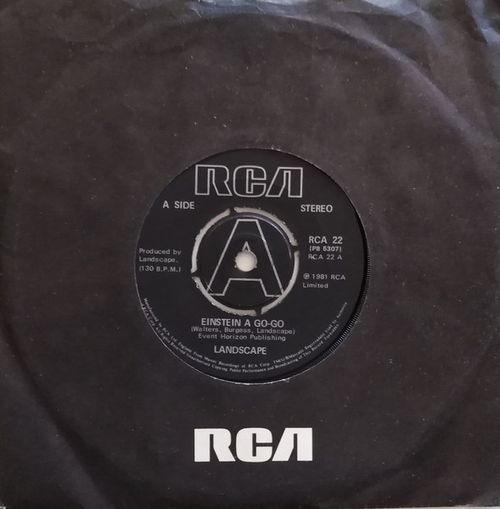 RCA
A SIDE
STEREO
A
RCA 22
(PB 5307)
RCA 22 A
Produced by
Landscape.
(130 B.P.M.)
℗ 1981 RCA
Limited
EINSTEIN A GO-GO
(Walters, Burgess, Landscape)
Event Horizon Publishing
LANDSCAPE
RCA